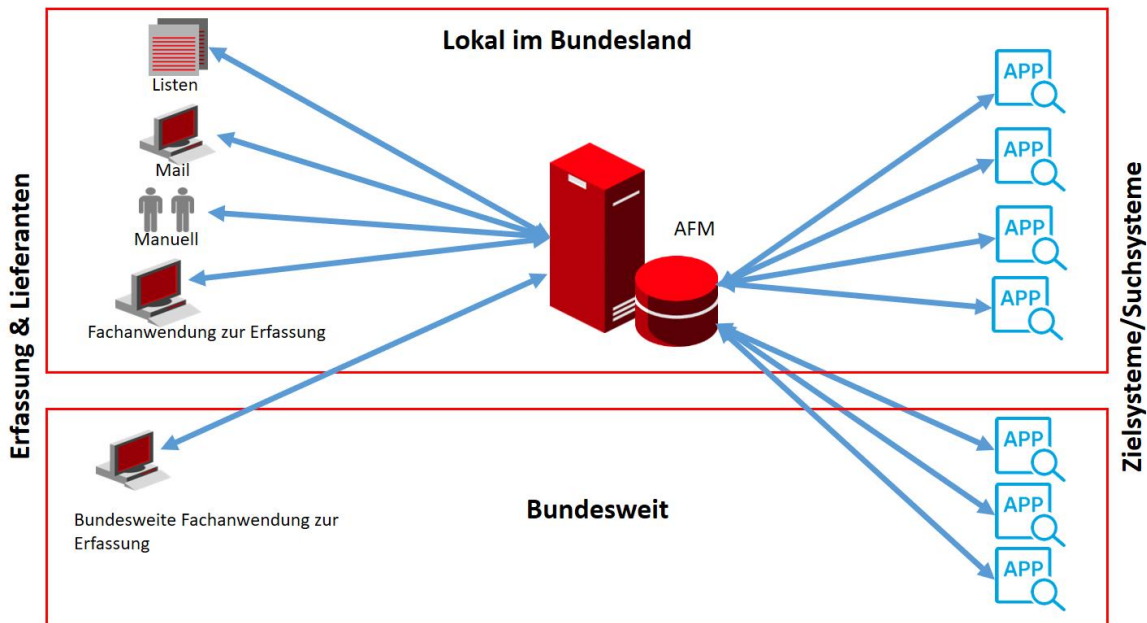 Lokal im Bundesland
Listen
Mail
Manuell
Fachanwendung zur Erfassung
AFM
APP
APP
APP
APP
Erfassung & Lieferanten
Zielsysteme/Suchsysteme
Bundesweite Fachanwendung zur
Erfassung
Bundesweit
APP
APP
APP